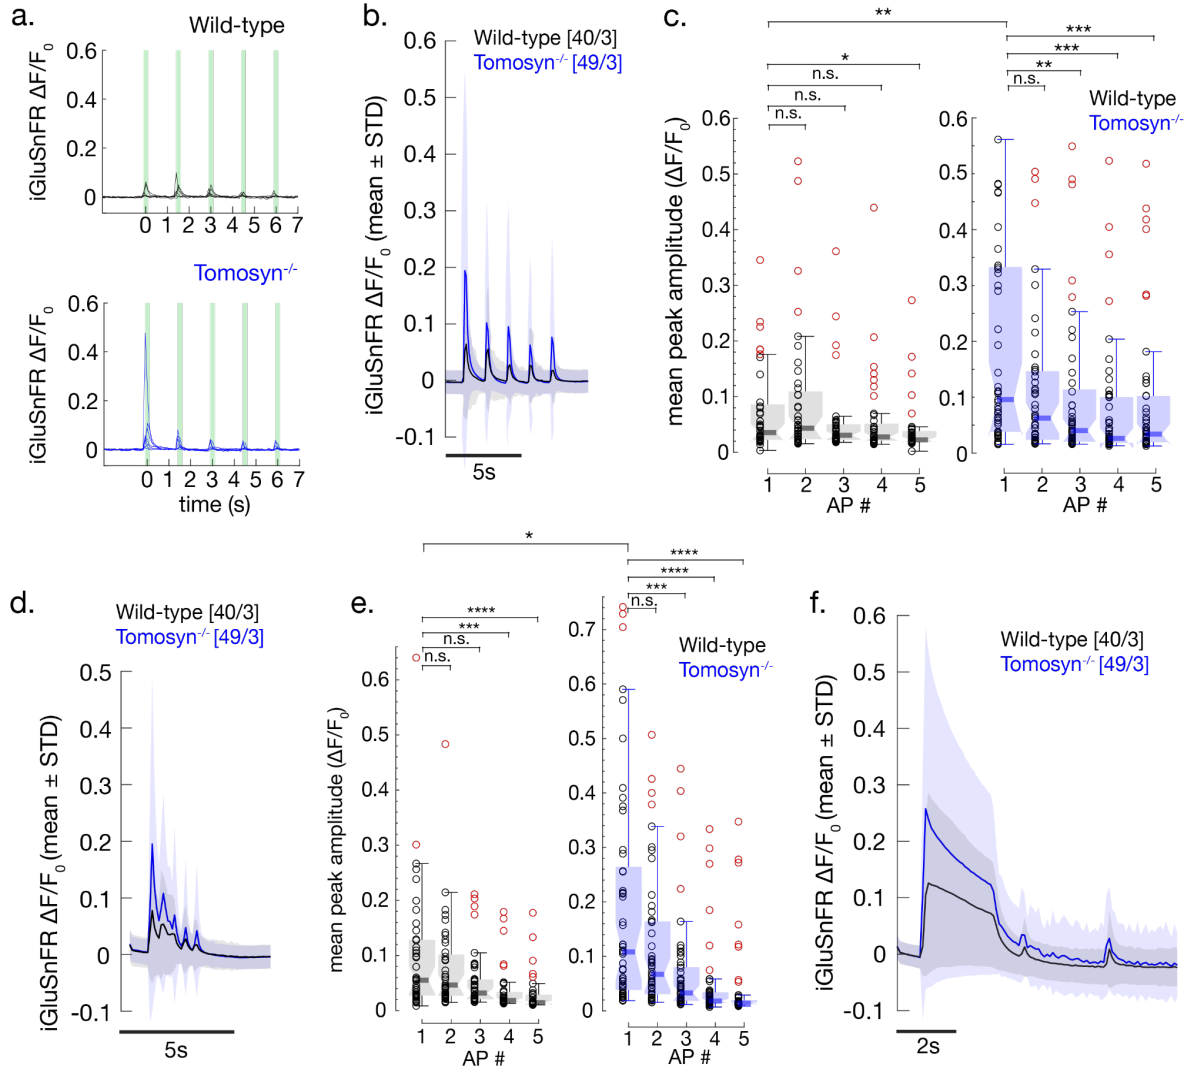 a.
Wild-type
iGluSnFR ΔF/F0
0.6
0.4
0.2
0
0 1 2 3 4 5 6 7
Tomosyn-/-
iGluSnFR ΔF/F0
0.6
0.4
0.2
0
0 1 2 3 4 5 6 7
time (s)
b.
Wild-type [40/3]
Tomosyn-/- [49/3]
iGluSnFR ΔF/F0 (mean ± STD)
0.6
0.5
0.4
0.3
0.2
0.1
0
-0.1
5s
c.
**
*
n.s.
n.s.
n.s.
***
***
**
n.s.
Wild-type
Tomosyn-/-
mean peak amplitude (ΔF/F0)
0.6
0.5
0.4
0.3
0.2
0.1
0
1 2 3 4 5
AP #
0.6
0.5
0.4
0.3
0.2
0.1
0
1 2 3 4 5
AP #
d.
Wild-type [40/3]
Tomosyn-/- [49/3]
iGluSnFR ΔF/F0 (mean ± STD)
0.5
0.4
0.3
0.2
0.1
0
-0.1
5s
e.
*
****
***
n.s.
n.s.
****
****
***
n.s.
Wild-type
Tomosyn-/-
mean peak amplitude (ΔF/F0)
0.6
0.5
0.4
0.3
0.2
0.1
0
1 2 3 4 5
AP #
0.7
0.6
0.5
0.4
0.3
0.2
0.1
0
1 2 3 4 5
AP #
f.
Wild-type [40/3]
Tomosyn-/- [49/3]
iGluSnFR ΔF/F0 (mean ± STD)
0.6
0.5
0.4
0.3
0.2
0.1
0
-0.1
2s